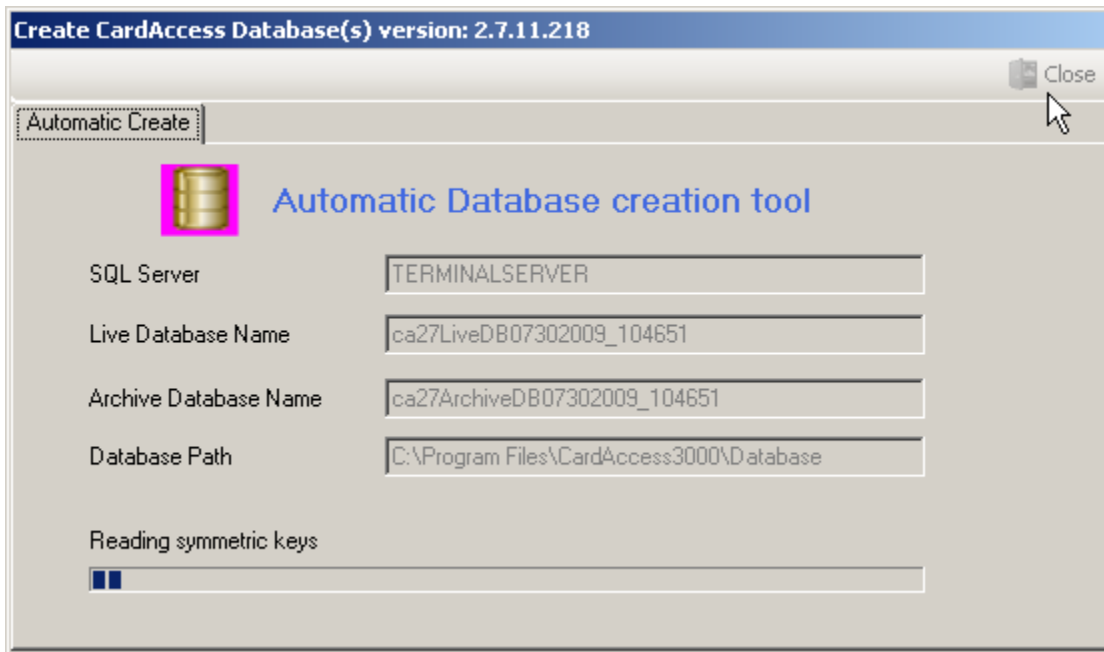 Create CardAccess Database(s) version: 2.7.11.218
Close
Automatic Create
Automatic Database creation tool
SQL Server TERMINALSERVER
Live Database Name ca27LiveDB07302009_104651
Archive Database Name ca27ArchiveDB07302009_104651
Database Path C:\Program Files\CardAccess3000\Database
Reading symmetric keys